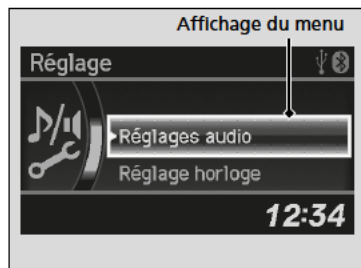 Affichage du menu
Réglage
Réglages audio
Réglage horloge
12:34